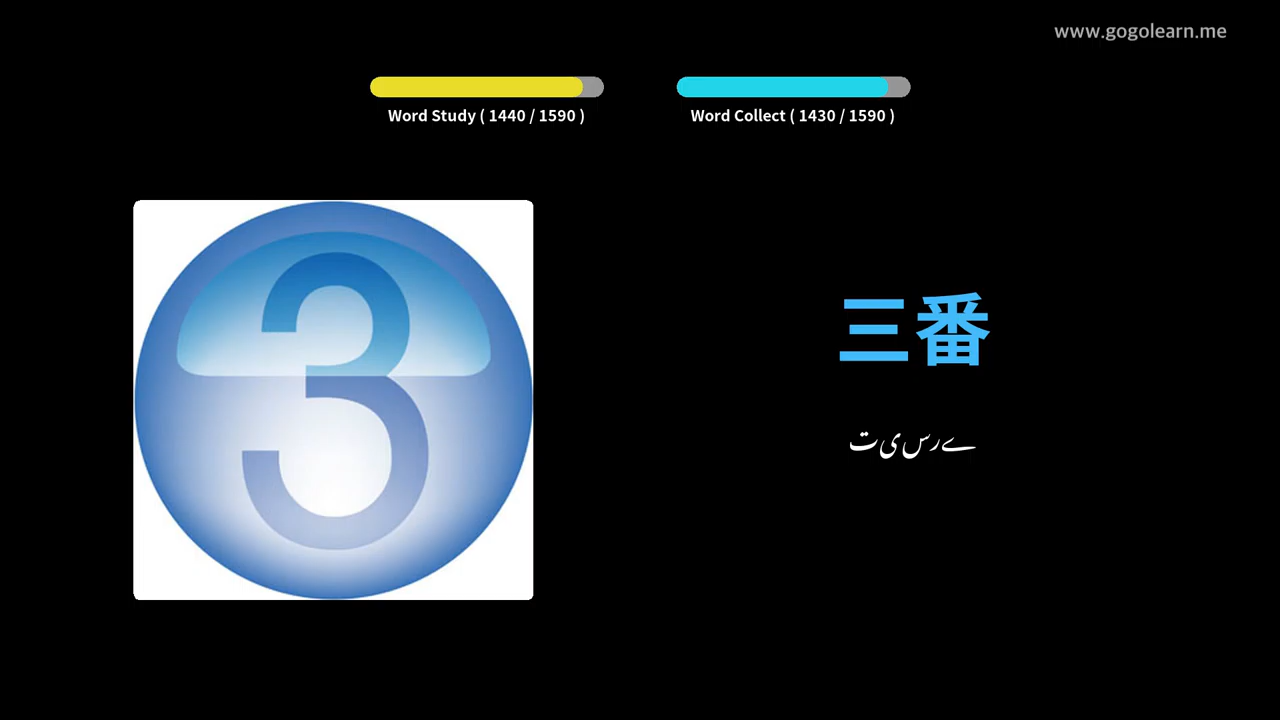 www.gogolearn.me
Word Study ( 1440 / 1590 )
Word Collect ( 1430 / 1590 )
3
三番
تیسرے